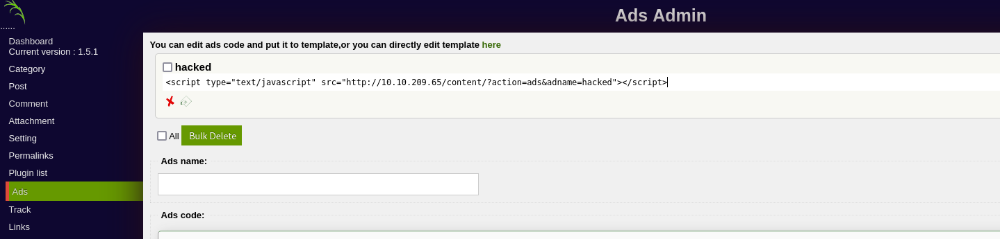 Ads Admin
......
Dashboard
Current version : 1.5.1
Category
Post
Comment
Attachment
Setting
Permalinks
Plugin list
Ads
Track
Links
You can edit ads code and put it to template,or you can directly edit template here
hacked
<script type="text/javascript" src="http://10.10.209.65/content/?action=ads&adname=hacked"></script>
All Bulk Delete
Ads name:
Ads code: